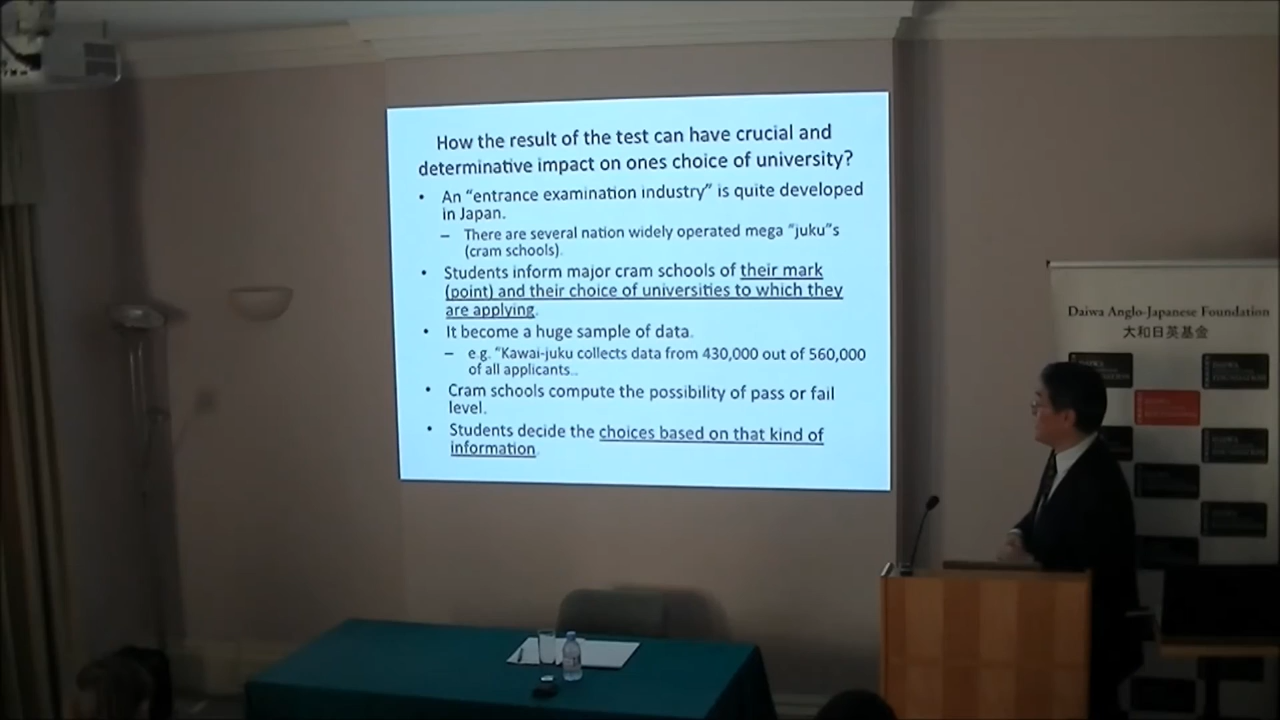 How the result of the test can have crucial and
determinative impact on ones choice of university?
• An “entrance examination industry” is quite developed
in Japan.
– There are several nation widely operated mega “juku”s
(cram schools).
• Students inform major cram schools of their mark
(point) and their choice of universities to which they
are applying.
• It become a huge sample of data.
– e.g. “Kawai-juku collects data from 430,000 out of 560,000
of all applicants..
• Cram schools compute the possibility of pass or fail
level.
• Students decide the choices based on that kind of
information.
Daiwa Anglo-Japanese Foundation
大和日英基金